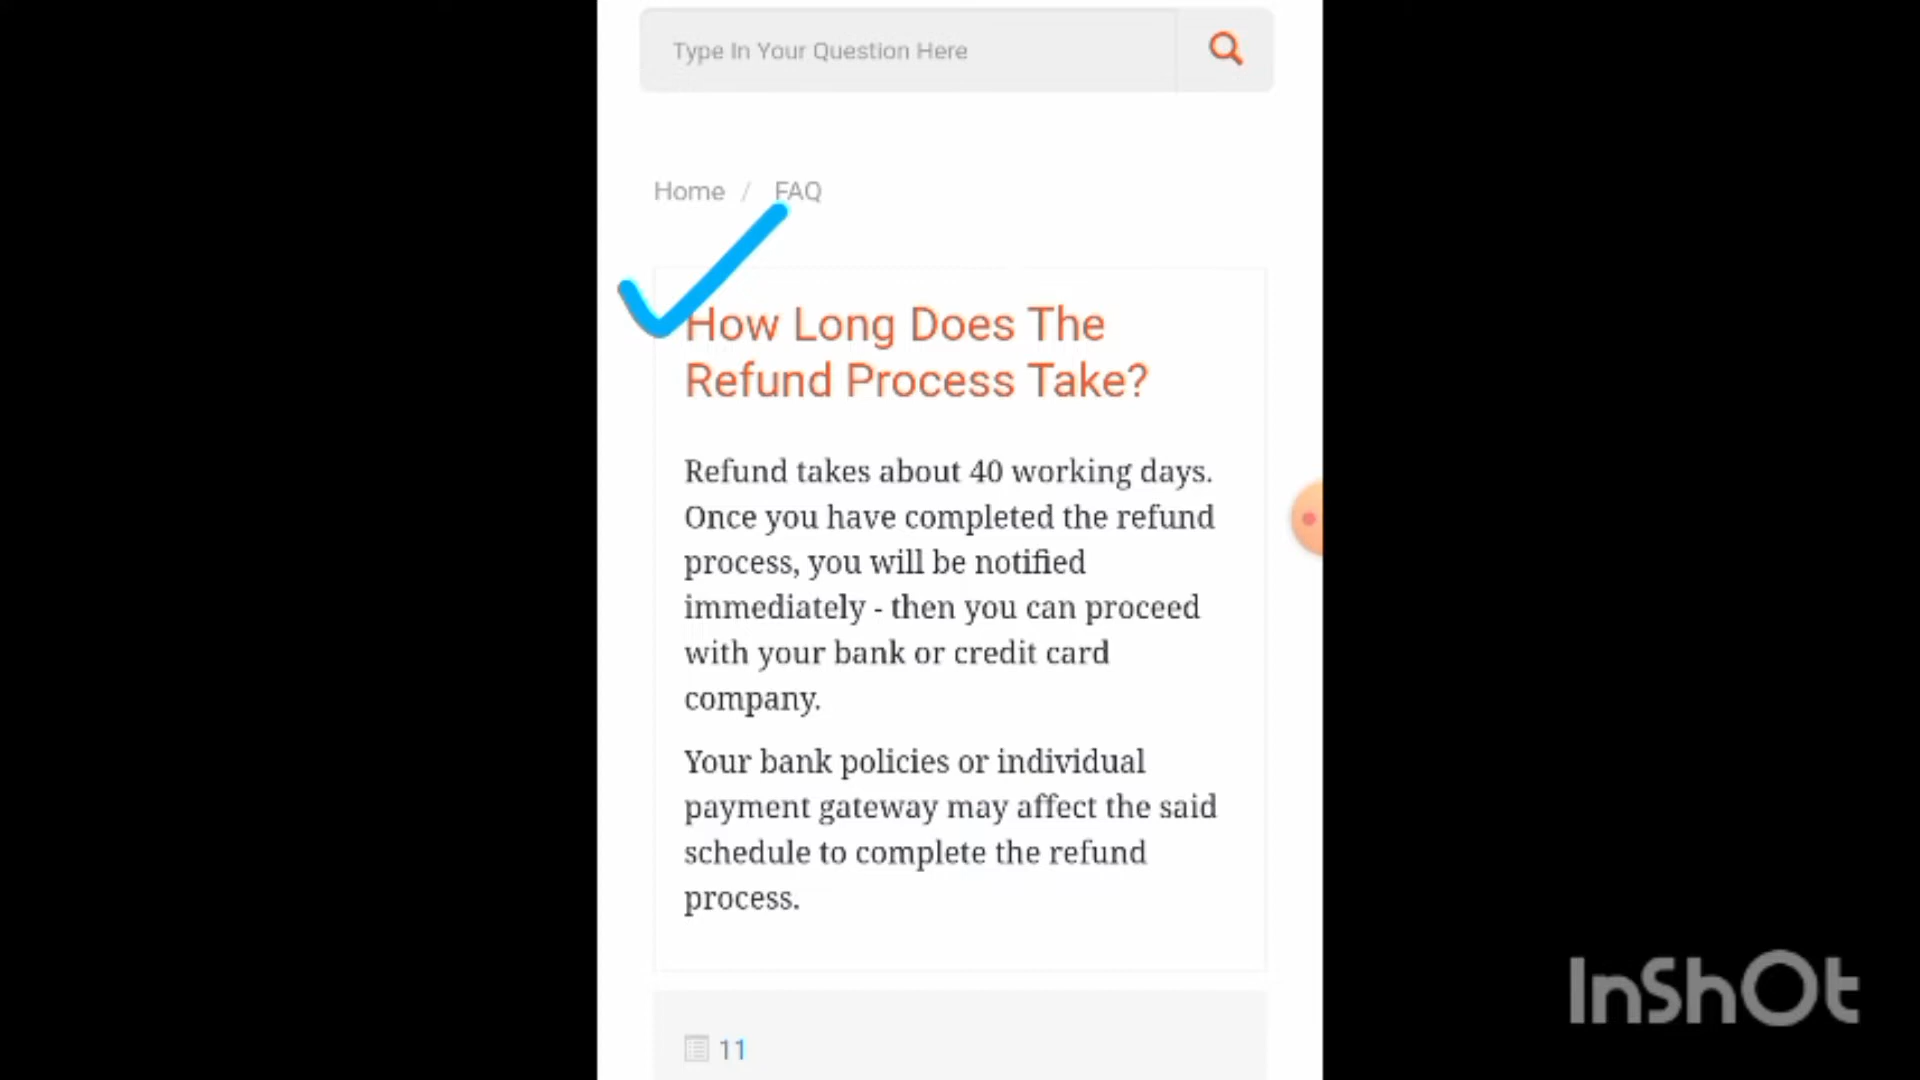 Type In Your Question Here
Home / FAQ
How Long Does The
Refund Process Take?
Refund takes about 40 working days.
Once you have completed the refund
process, you will be notified
immediately - then you can proceed
with your bank or credit card
company.
Your bank policies or individual
payment gateway may affect the said
schedule to complete the refund
process.
11
InShOt